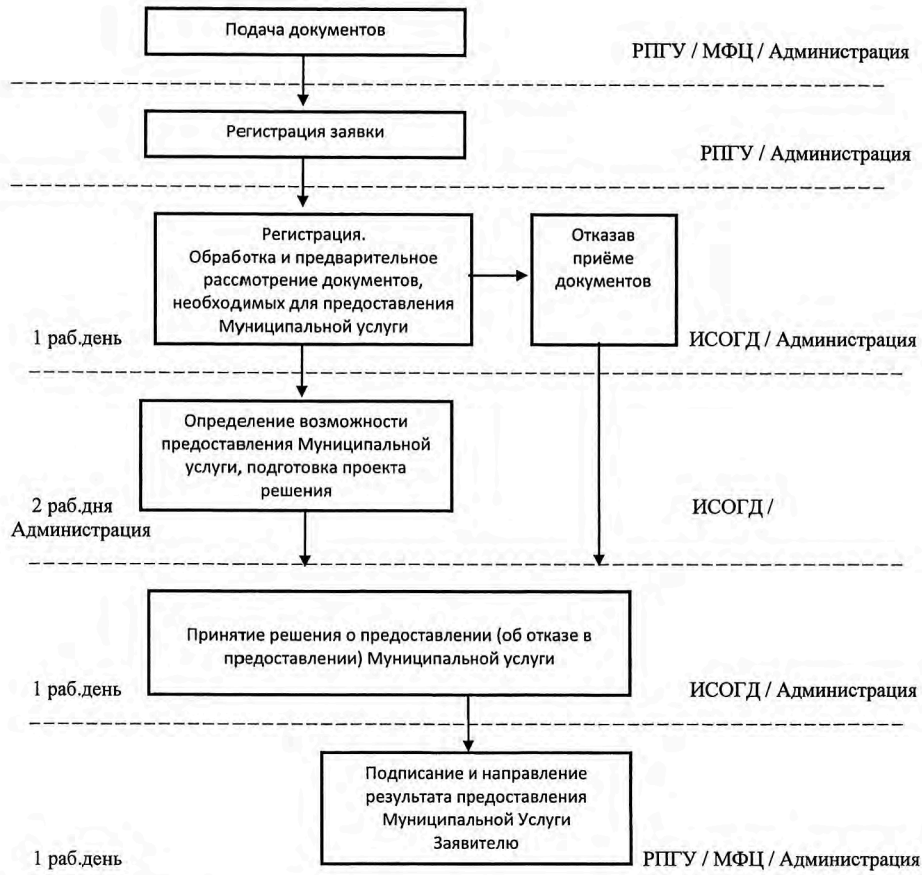 Подача документов
РПГУ / МФЦ / Администрация
Регистрация заявки
РПГУ / Администрация
Регистрация.
Обработка и предварительное
рассмотрение документов,
необходимых для предоставления
Муниципальной услуги
Отказав
приёме
документов
1 раб.день
ИСОГД / Администрация
Определение возможности
предоставления Муниципальной
услуги, подготовка проекта
решения
2 раб.дня
Администрация
ИСОГД /
Принятие решения о предоставлении (об отказе в
предоставлении) Муниципальной услуги
1 раб.день
ИСОГД / Администрация
Подписание и направление
результата предоставления
Муниципальной Услуги
Заявителю
1 раб.день
РПГУ / МФЦ / Администрация